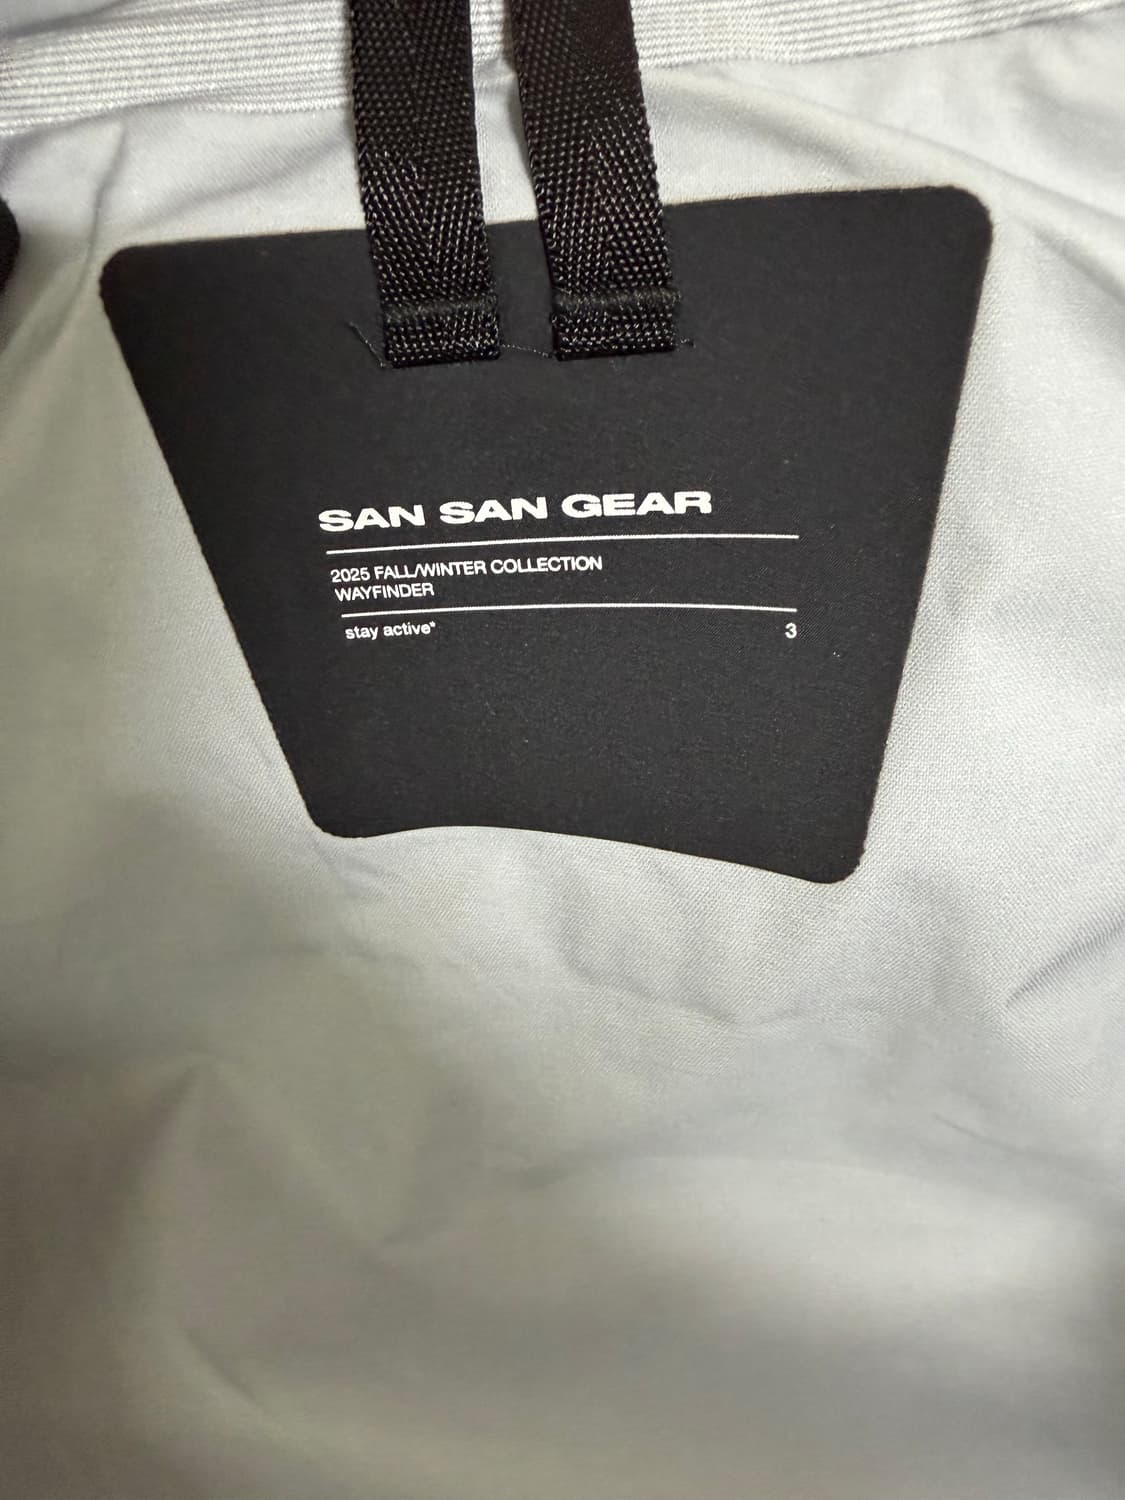 SAN SAN GEAR
2025 FALL/WINTER COLLECTION
WAYFINDER
stay active* 3